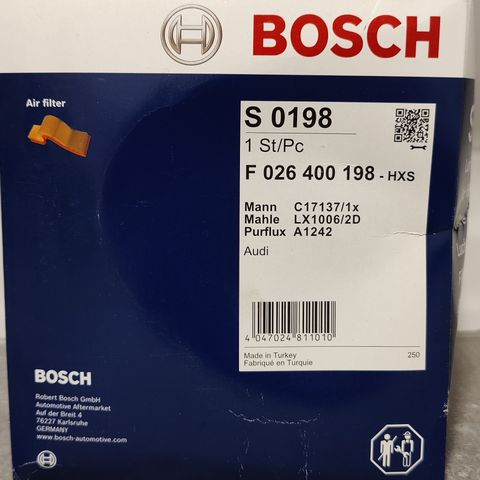 BOSCH
Air filter
S 0198
1 St/Pc
F 026 400 198 - HXS
Mann C17137/1x
Mahle LX1006/2D
Purflux A1242
Audi
4 047024 811010
Made in Turkey 250
Fabriqué en Turquie
BOSCH
Robert Bosch GmbH
Automotive Aftermarket
Auf der Breit 4
76227 Karlsruhe
GERMANY
www.bosch-automotive.com